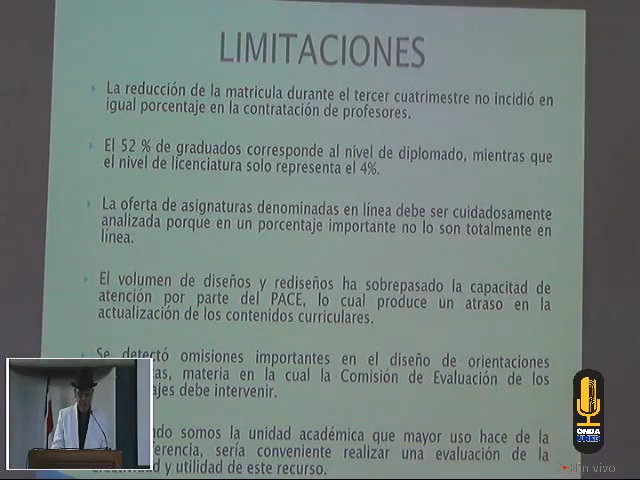 LIMITACIONES
La reducción de la matricula durante el tercer cuatrimestre no incidió en
igual porcentaje en la contratación de profesores.
El 52 % de graduados corresponde al nivel de diplomado, mientras que
el nivel de licenciatura solo representa el 4%.
La oferta de asignaturas denominadas en línea debe ser cuidadosamente
analizada porque en un porcentaje importante no lo son totalmente en
línea.
El volumen de diseños y rediseños ha sobrepasado la capacidad de
atención por parte del PACE, lo cual produce un atraso en la
actualización de los contenidos curriculares.
Se detectó omisiones importantes en el diseño de orientaciones
materia en la cual la Comisión de Evaluación de los
debe intervenir.
somos la unidad académica que mayor uso hace de la
sería conveniente realizar una evaluación de la
y utilidad de este recurso.
ONDA
UNED
En vivo